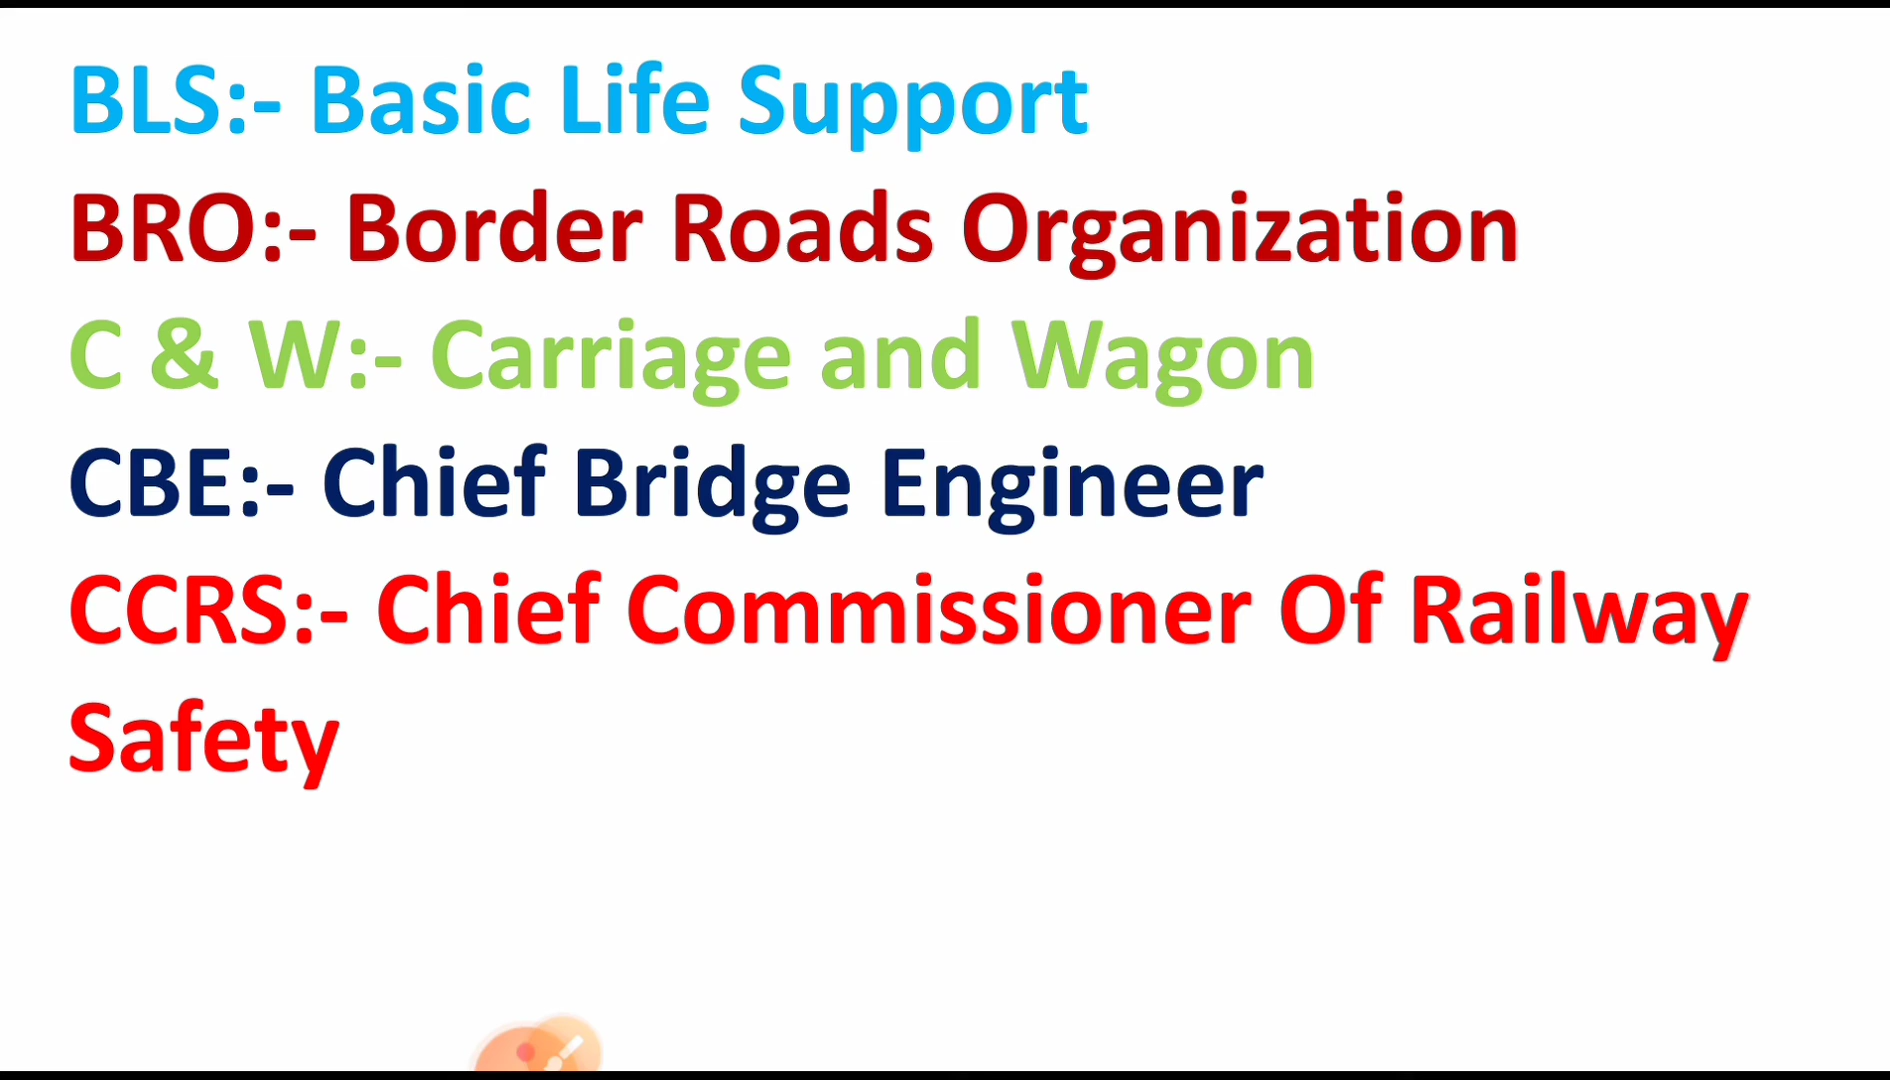 BLS:- Basic Life Support
BRO:- Border Roads Organization
C & W:- Carriage and Wagon
CBE:- Chief Bridge Engineer
CCRS:- Chief Commissioner Of Railway
Safety